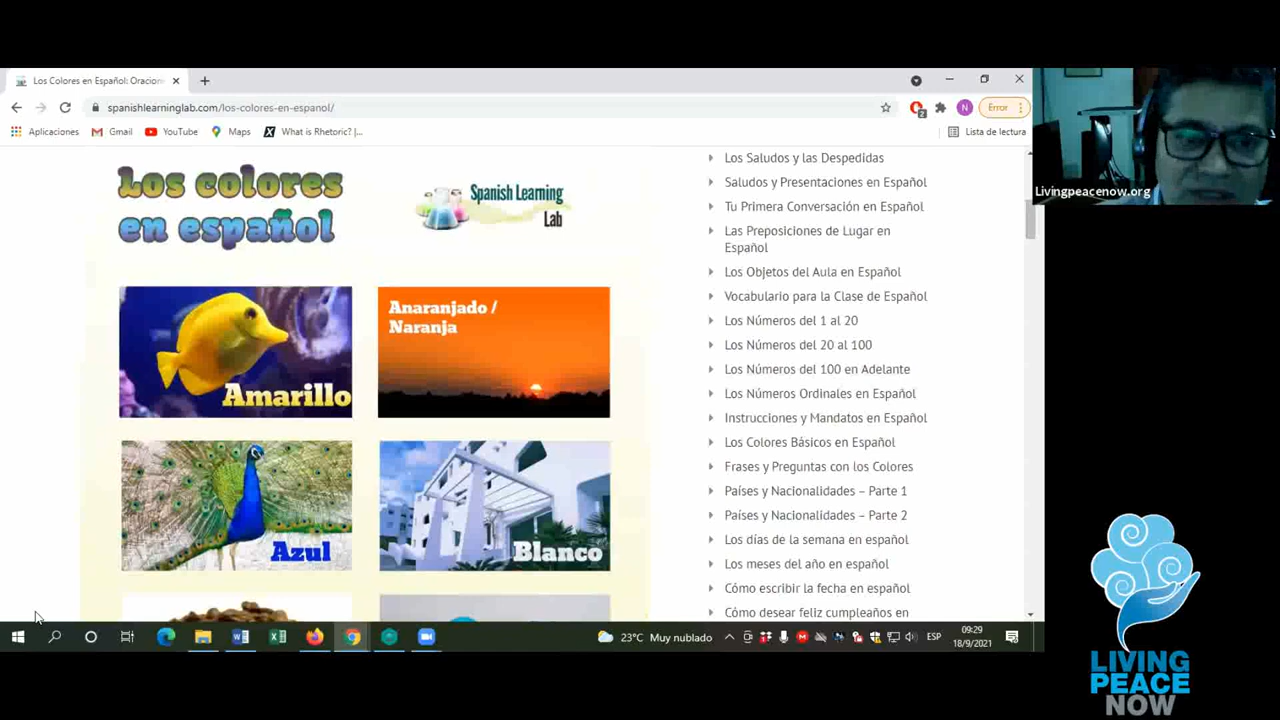 Los Colores en Español: Oracion
spanishlearninglab.com/los-colores-en-espanol/
N
Error
Aplicaciones
Gmail
YouTube
Maps
What is Rhetoric? |...
Lista de lectura
Los colores
en español
Spanish Learning
Lab
Amarillo
Anaranjado /
Naranja
Azul
Blanco
Los Saludos y las Despedidas
Saludos y Presentaciones en Español
Tu Primera Conversación en Español
Las Preposiciones de Lugar en
Español
Los Objetos del Aula en Español
Vocabulario para la Clase de Español
Los Números del 1 al 20
Los Números del 20 al 100
Los Números del 100 en Adelante
Los Números Ordinales en Español
Instrucciones y Mandatos en Español
Los Colores Básicos en Español
Frases y Preguntas con los Colores
Países y Nacionalidades – Parte 1
Países y Nacionalidades – Parte 2
Los días de la semana en español
Los meses del año en español
Cómo escribir la fecha en español
Cómo desear feliz cumpleaños en
Livingpeacenow.org
23°C Muy nublado
ESP
09:29
18/9/2021
LIVING
PEACE
NOW